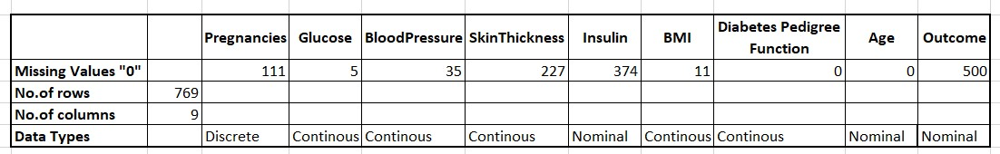 Pregnancies Glucose BloodPressure SkinThickness Insulin BMI Diabetes Pedigree Function Age Outcome
Missing Values "0" 111 5 35 227 374 11 0 0 500
No.of rows 769
No.of columns 9
Data Types Discrete Continous Continous Continous Nominal Continous Continous Nominal Nominal